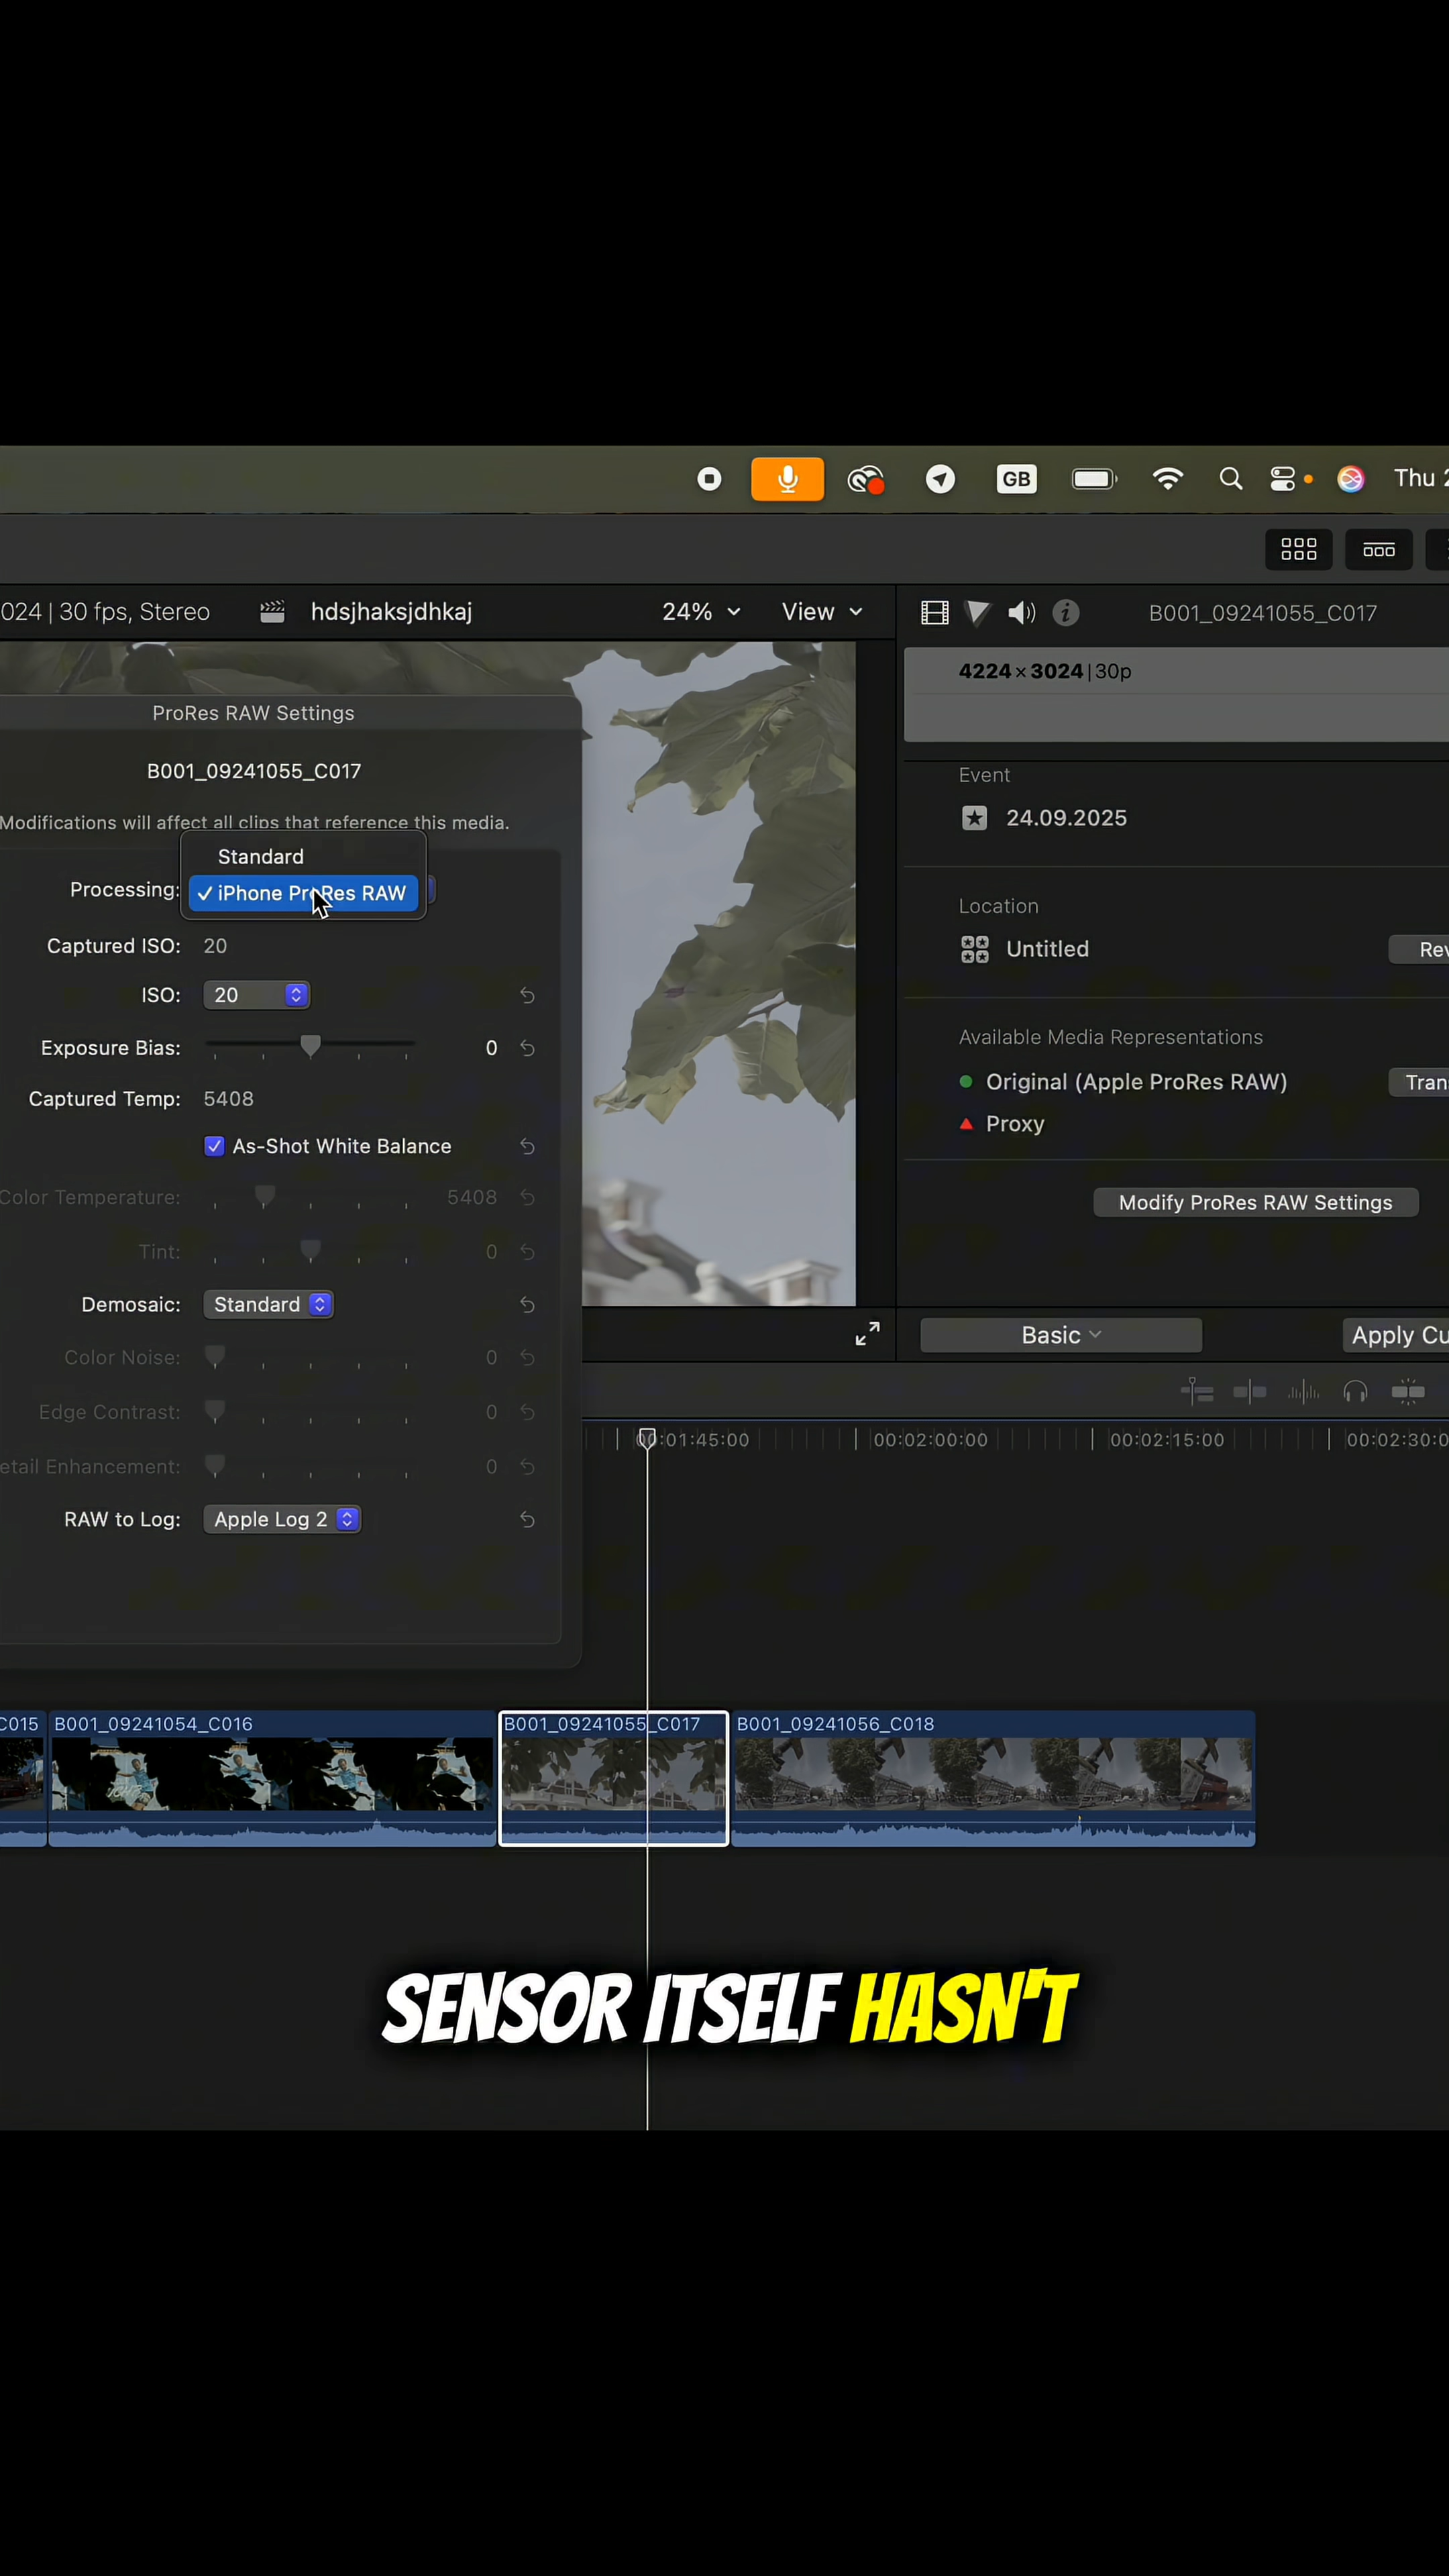 GB
Thu 2
024 | 30 fps, Stereo
hdsjhaksjdhkaj
24%
View
B001_09241055_C017
4224 × 3024 | 30p
ProRes RAW Settings
B001_09241055_C017
Modifications will affect all clips that reference this media.
Standard
Processing: ✓ iPhone ProRes RAW
Captured ISO: 20
ISO: 20
Exposure Bias: 0
Captured Temp: 5408
As-Shot White Balance
Color Temperature: 5408
Tint: 0
Demosaic: Standard
Color Noise: 0
Edge Contrast: 0
etail Enhancement: 0
RAW to Log: Apple Log 2
Event
24.09.2025
Location
Untitled
Rev
Available Media Representations
Original (Apple ProRes RAW)
Tran
Proxy
Modify ProRes RAW Settings
Basic
Apply Cu
00:01:45:00
00:02:00:00
00:02:15:00
00:02:30:0
C015
B001_09241054_C016
B001_09241055_C017
B001_09241056_C018
SENSOR ITSELF HASN'T